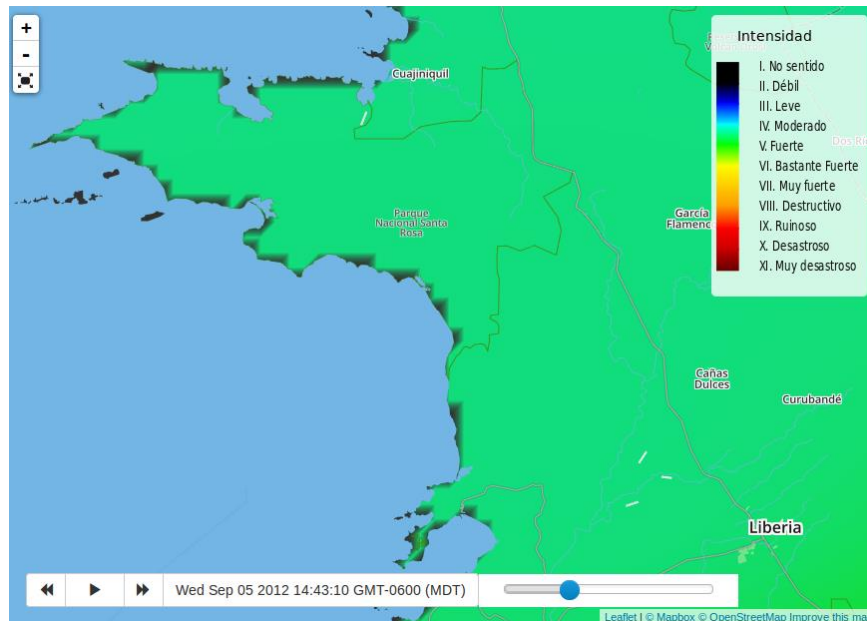 +
-
Cuajiniquil
Intensidad
I. No sentido
II. Débil
III. Leve
IV. Moderado
V. Fuerte
VI. Bastante Fuerte
VII. Muy fuerte
VIII. Destructivo
IX. Ruinoso
X. Desastroso
XI. Muy desastroso
Dos
Parque
Nacional Santa
Rosa
García
Cañas
Dulces
Curubandé
Liberia
Wed Sep 05 2012 14:43:10 GMT-0600 (MDT)
Leaflet | © Mapbox © OpenStreetMap Improve this